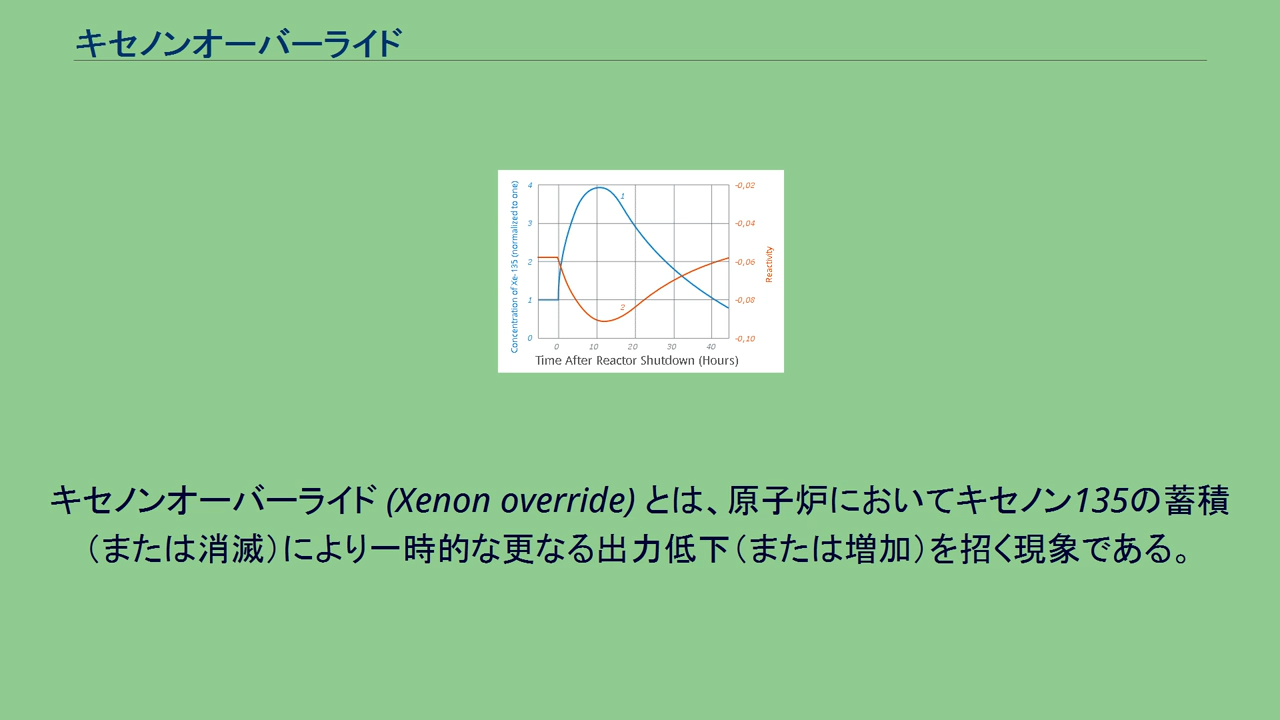 キセノンオーバーライド
Concentration of Xe-135 (normalized to one)
4
3
2
1
0
1
2
-0,02
-0,04
-0,06
-0,08
-0,10
Reactivity
0 10 20 30 40
Time After Reactor Shutdown (Hours)
キセノンオーバーライド (Xenon override) とは、原子炉においてキセノン135の蓄積
（または消滅）により一時的な更なる出力低下（または増加）を招く現象である。